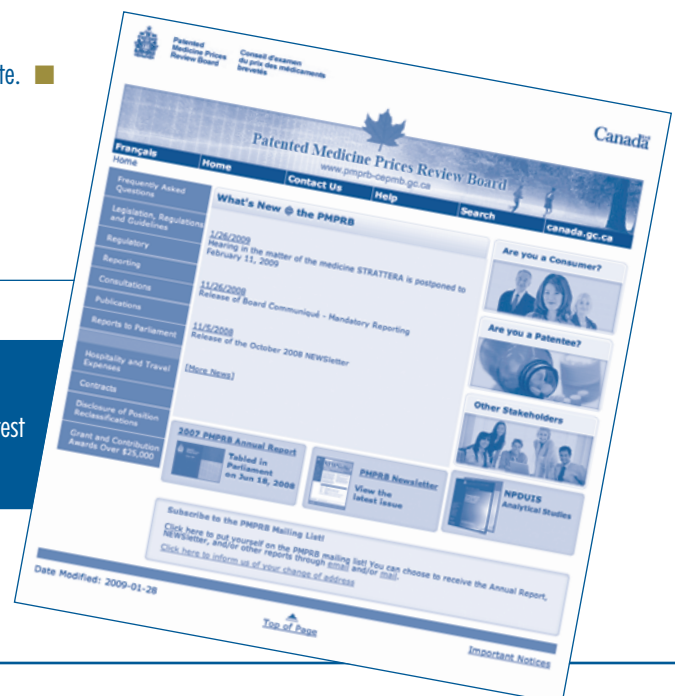 te.
est
Patented
Medicine Prices
Review Board
Conseil d'examen
du prix des médicaments
brevetés
Canada
Patented Medicine Prices Review Board
www.pmprb-cepmb.gc.ca
Français
Home
Contact Us
Help
Search
canada.gc.ca
Home
Frequently Asked
Questions
Legislation, Regulations
and Guidelines
Regulatory
Reporting
Consultations
Publications
Reports to Parliament
Hospitality and Travel
Expenses
Contracts
Disclosure of Position
Reclassifications
Grant and Contribution
Awards Over $25,000
What's New @ the PMPRB
1/26/2009
Hearing in the matter of the medicine STRATTERA is postponed to
February 11, 2009
11/26/2008
Release of Board Communiqué - Mandatory Reporting
11/5/2008
Release of the October 2008 NEWSletter
[More News]
Are you a Consumer?
Are you a Patentee?
Other Stakeholders
2007 PMPRB Annual Report
Tabled in
Parliament
on Jun 18, 2008
PMPRB Newsletter
View the
latest issue
NPDUIS
Analytical Studies
Subscribe to the PMPRB Mailing List!
Click here to put yourself on the PMPRB mailing list! You can choose to receive the Annual Report,
NEWSletter, and/or other reports through email and/or mail.
Click here to inform us of your change of address
Date Modified: 2009-01-28
Top of Page
Important Notices